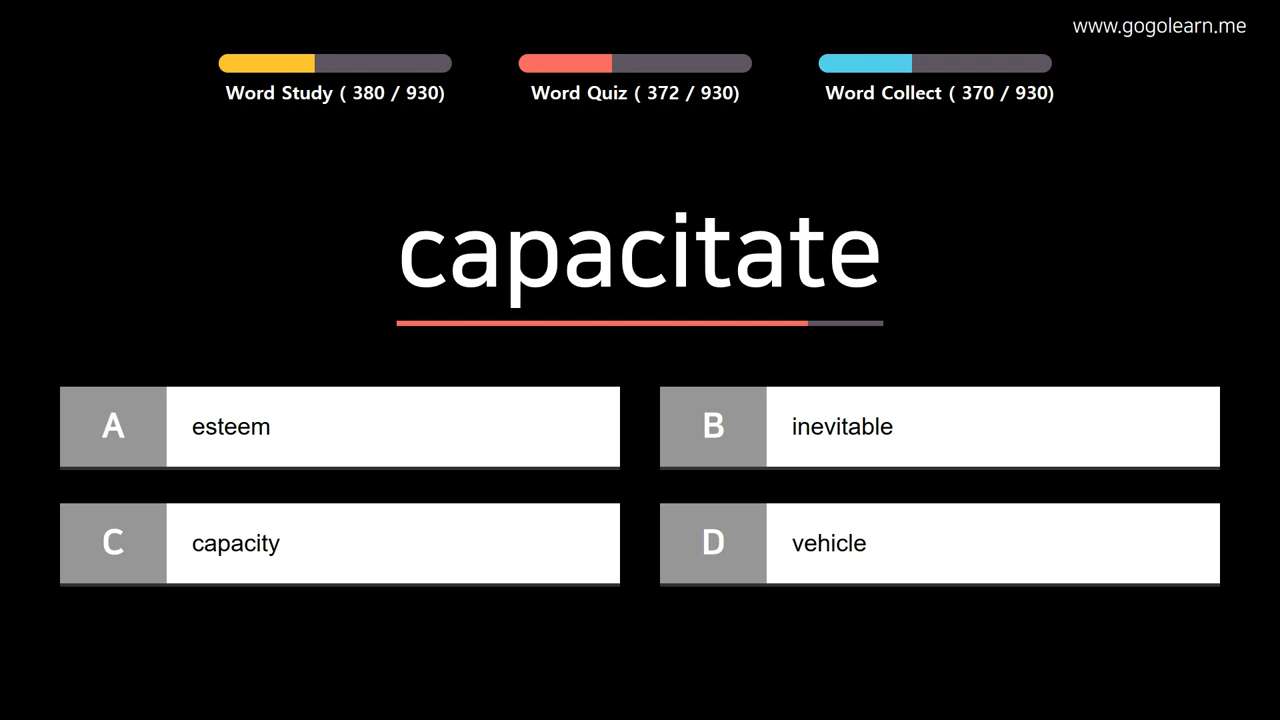 www.gogolearn.me
Word Study ( 380 / 930)
Word Quiz ( 372 / 930)
Word Collect ( 370 / 930)
capacitate
A esteem
B inevitable
C capacity
D vehicle